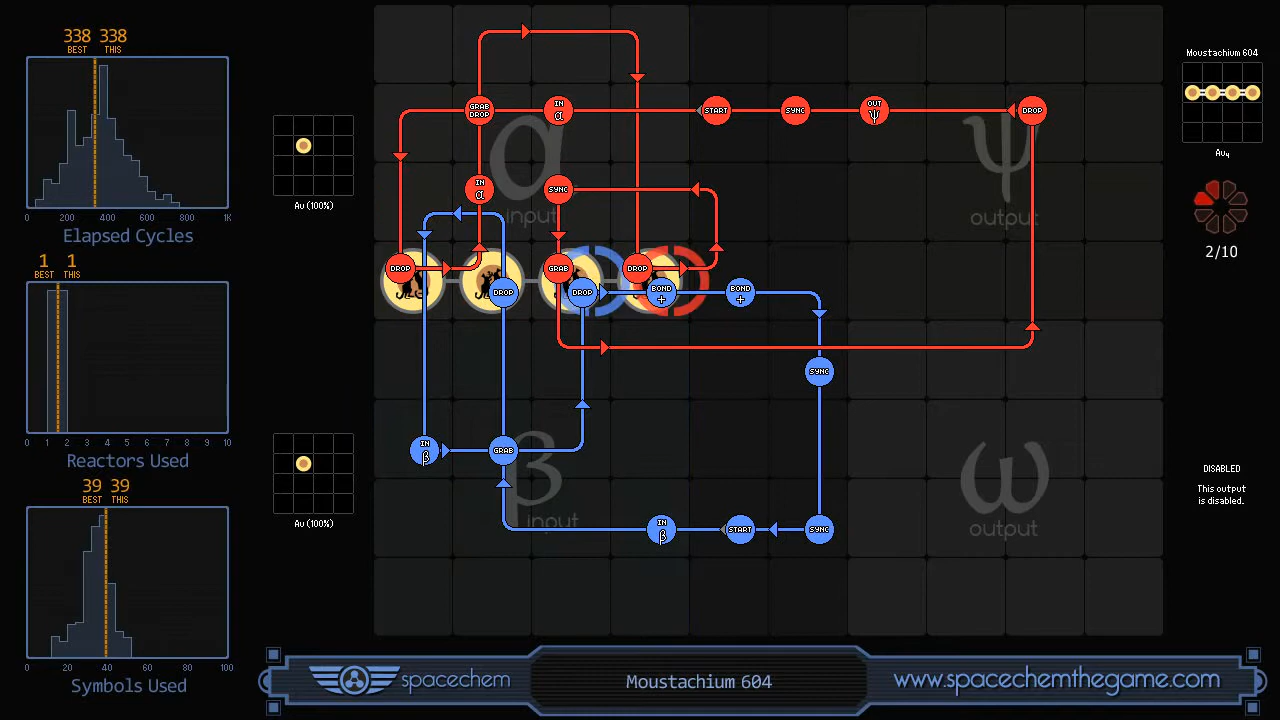 338 338
BEST THIS
0 200 400 600 800 1K
Elapsed Cycles
1 1
BEST THIS
0 1 2 3 4 5 6 7 8 9 10
Reactors Used
39 39
BEST THIS
0 20 40 60 80 100
Symbols Used
Au (100%)
Au (100%)
GRAB DROP
IN α
START
SYNC
OUT Ψ
DROP
IN α
SYNC
α
input
ψ
output
DROP
GRAB
DROP
DROP
DROP
BOND +
BOND +
SYNC
IN β
GRAB
β
input
ω
output
IN β
START
SYNC
Moustachium 604
Au₄
2/10
DISABLED
This output
is disabled.
spacechem
Moustachium 604
www.spacechemthegame.com